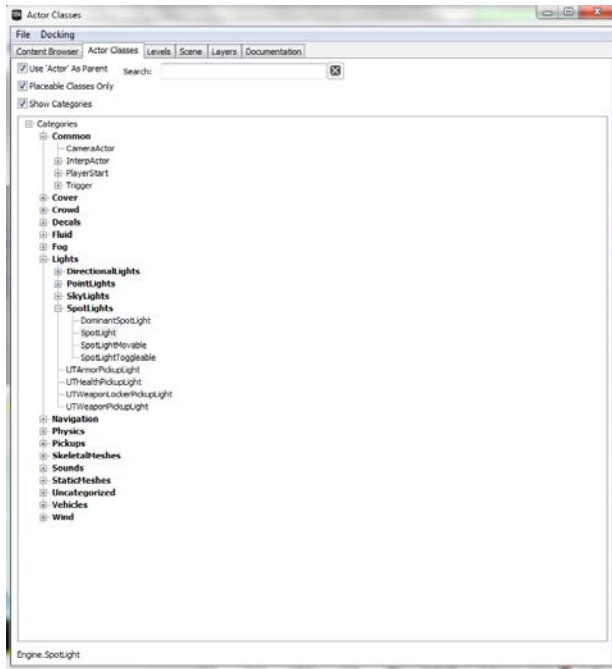 Actor Classes
File Docking
Content Browser Actor Classes Levels Scene Layers Documentation
Use 'Actor' As Parent Search:
Placeable Classes Only
Show Categories
Categories
Common
CameraActor
InterpActor
PlayerStart
Trigger
Cover
Crowd
Decals
Fluid
Fog
Lights
DirectionalLights
PointLights
SkyLights
SpotLights
DominantSpotLight
SpotLight
SpotLightMovable
SpotLightToggleable
UTArmorPickupLight
UTHealthPickupLight
UTWeaponLockerPickupLight
UTWeaponPickupLight
Navigation
Physics
Pickups
SkeletalMeshes
Sounds
StaticMeshes
Uncategorized
Vehicles
Wind
Engine.SpotLight